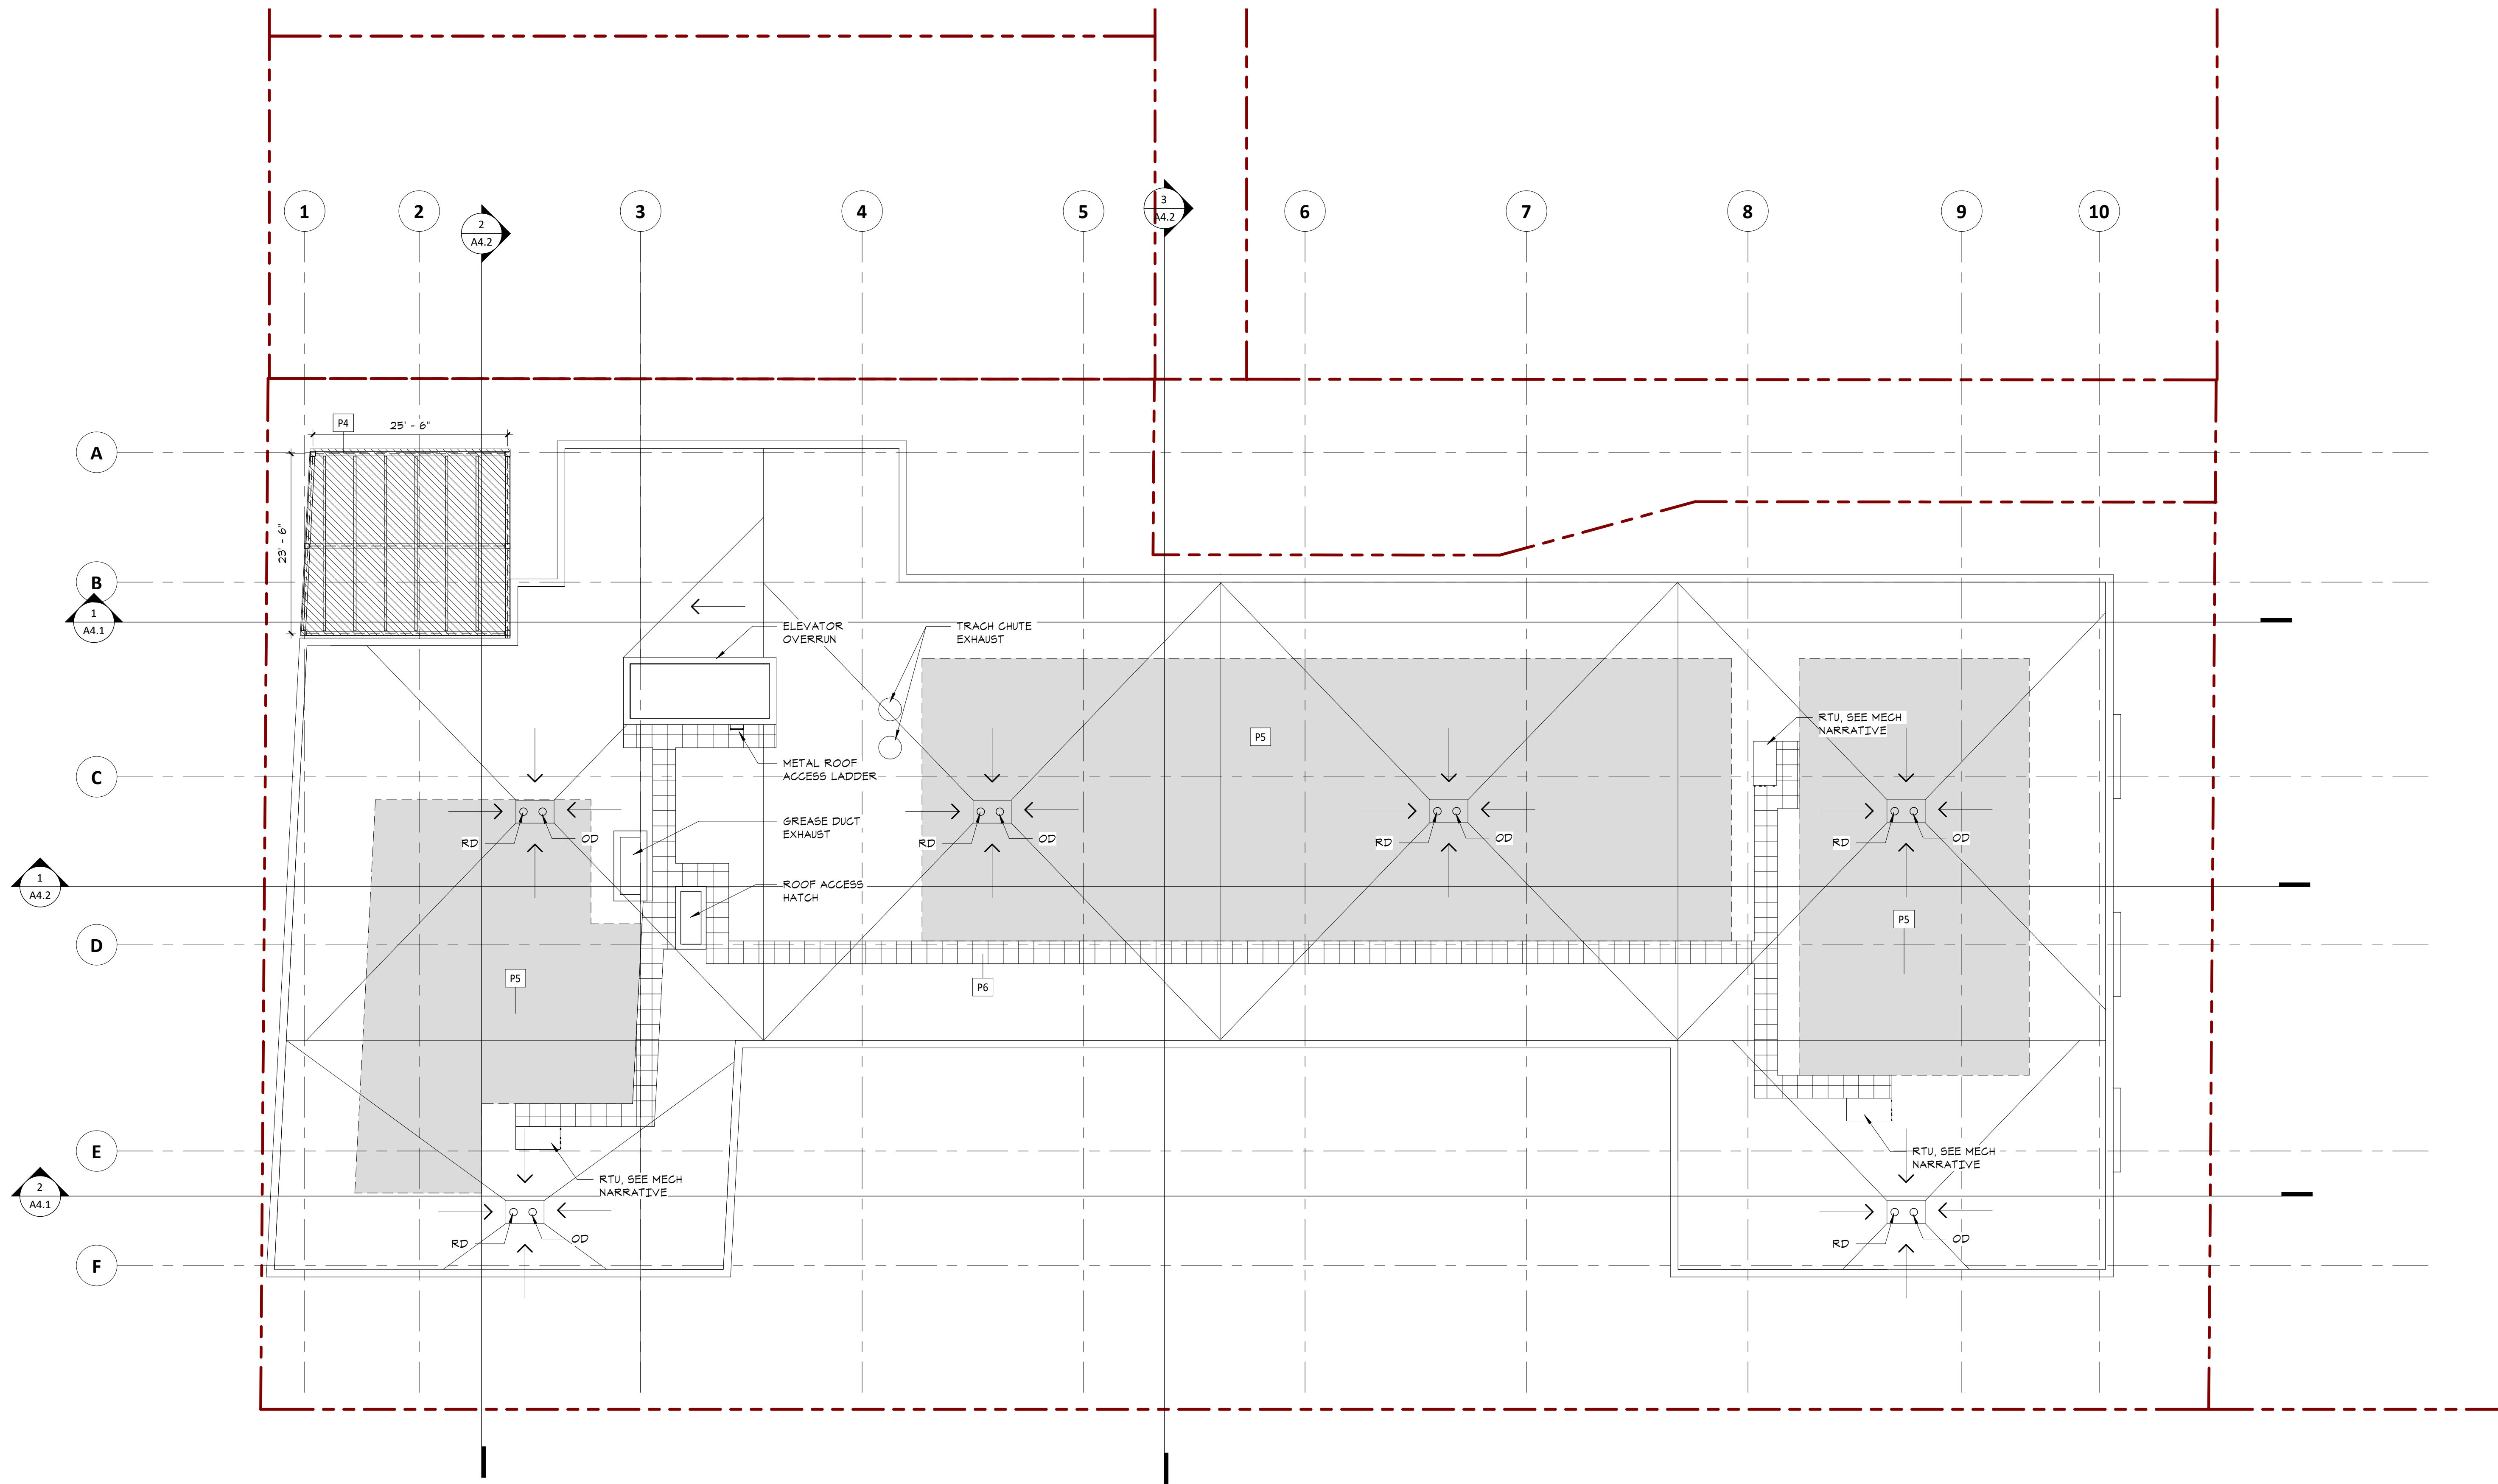 1
2
3
4
5
6
7
8
9
10
2
A4.2
3
A4.2
P4
25' - 6"
23' - 6"
A
B
1
A4.1
ELEVATOR
OVERRUN
TRACH CHUTE
EXHAUST
RTU, SEE MECH
NARRATIVE
P5
METAL ROOF
ACCESS LADDER
C
GREASE DUCT
EXHAUST
RD
OD
RD
OD
RD
OD
RD
OD
1
A4.2
ROOF ACCESS
HATCH
P5
D
P5
P6
E
RTU, SEE MECH
NARRATIVE
RTU, SEE MECH
NARRATIVE
2
A4.1
RD
OD
RD
OD
F